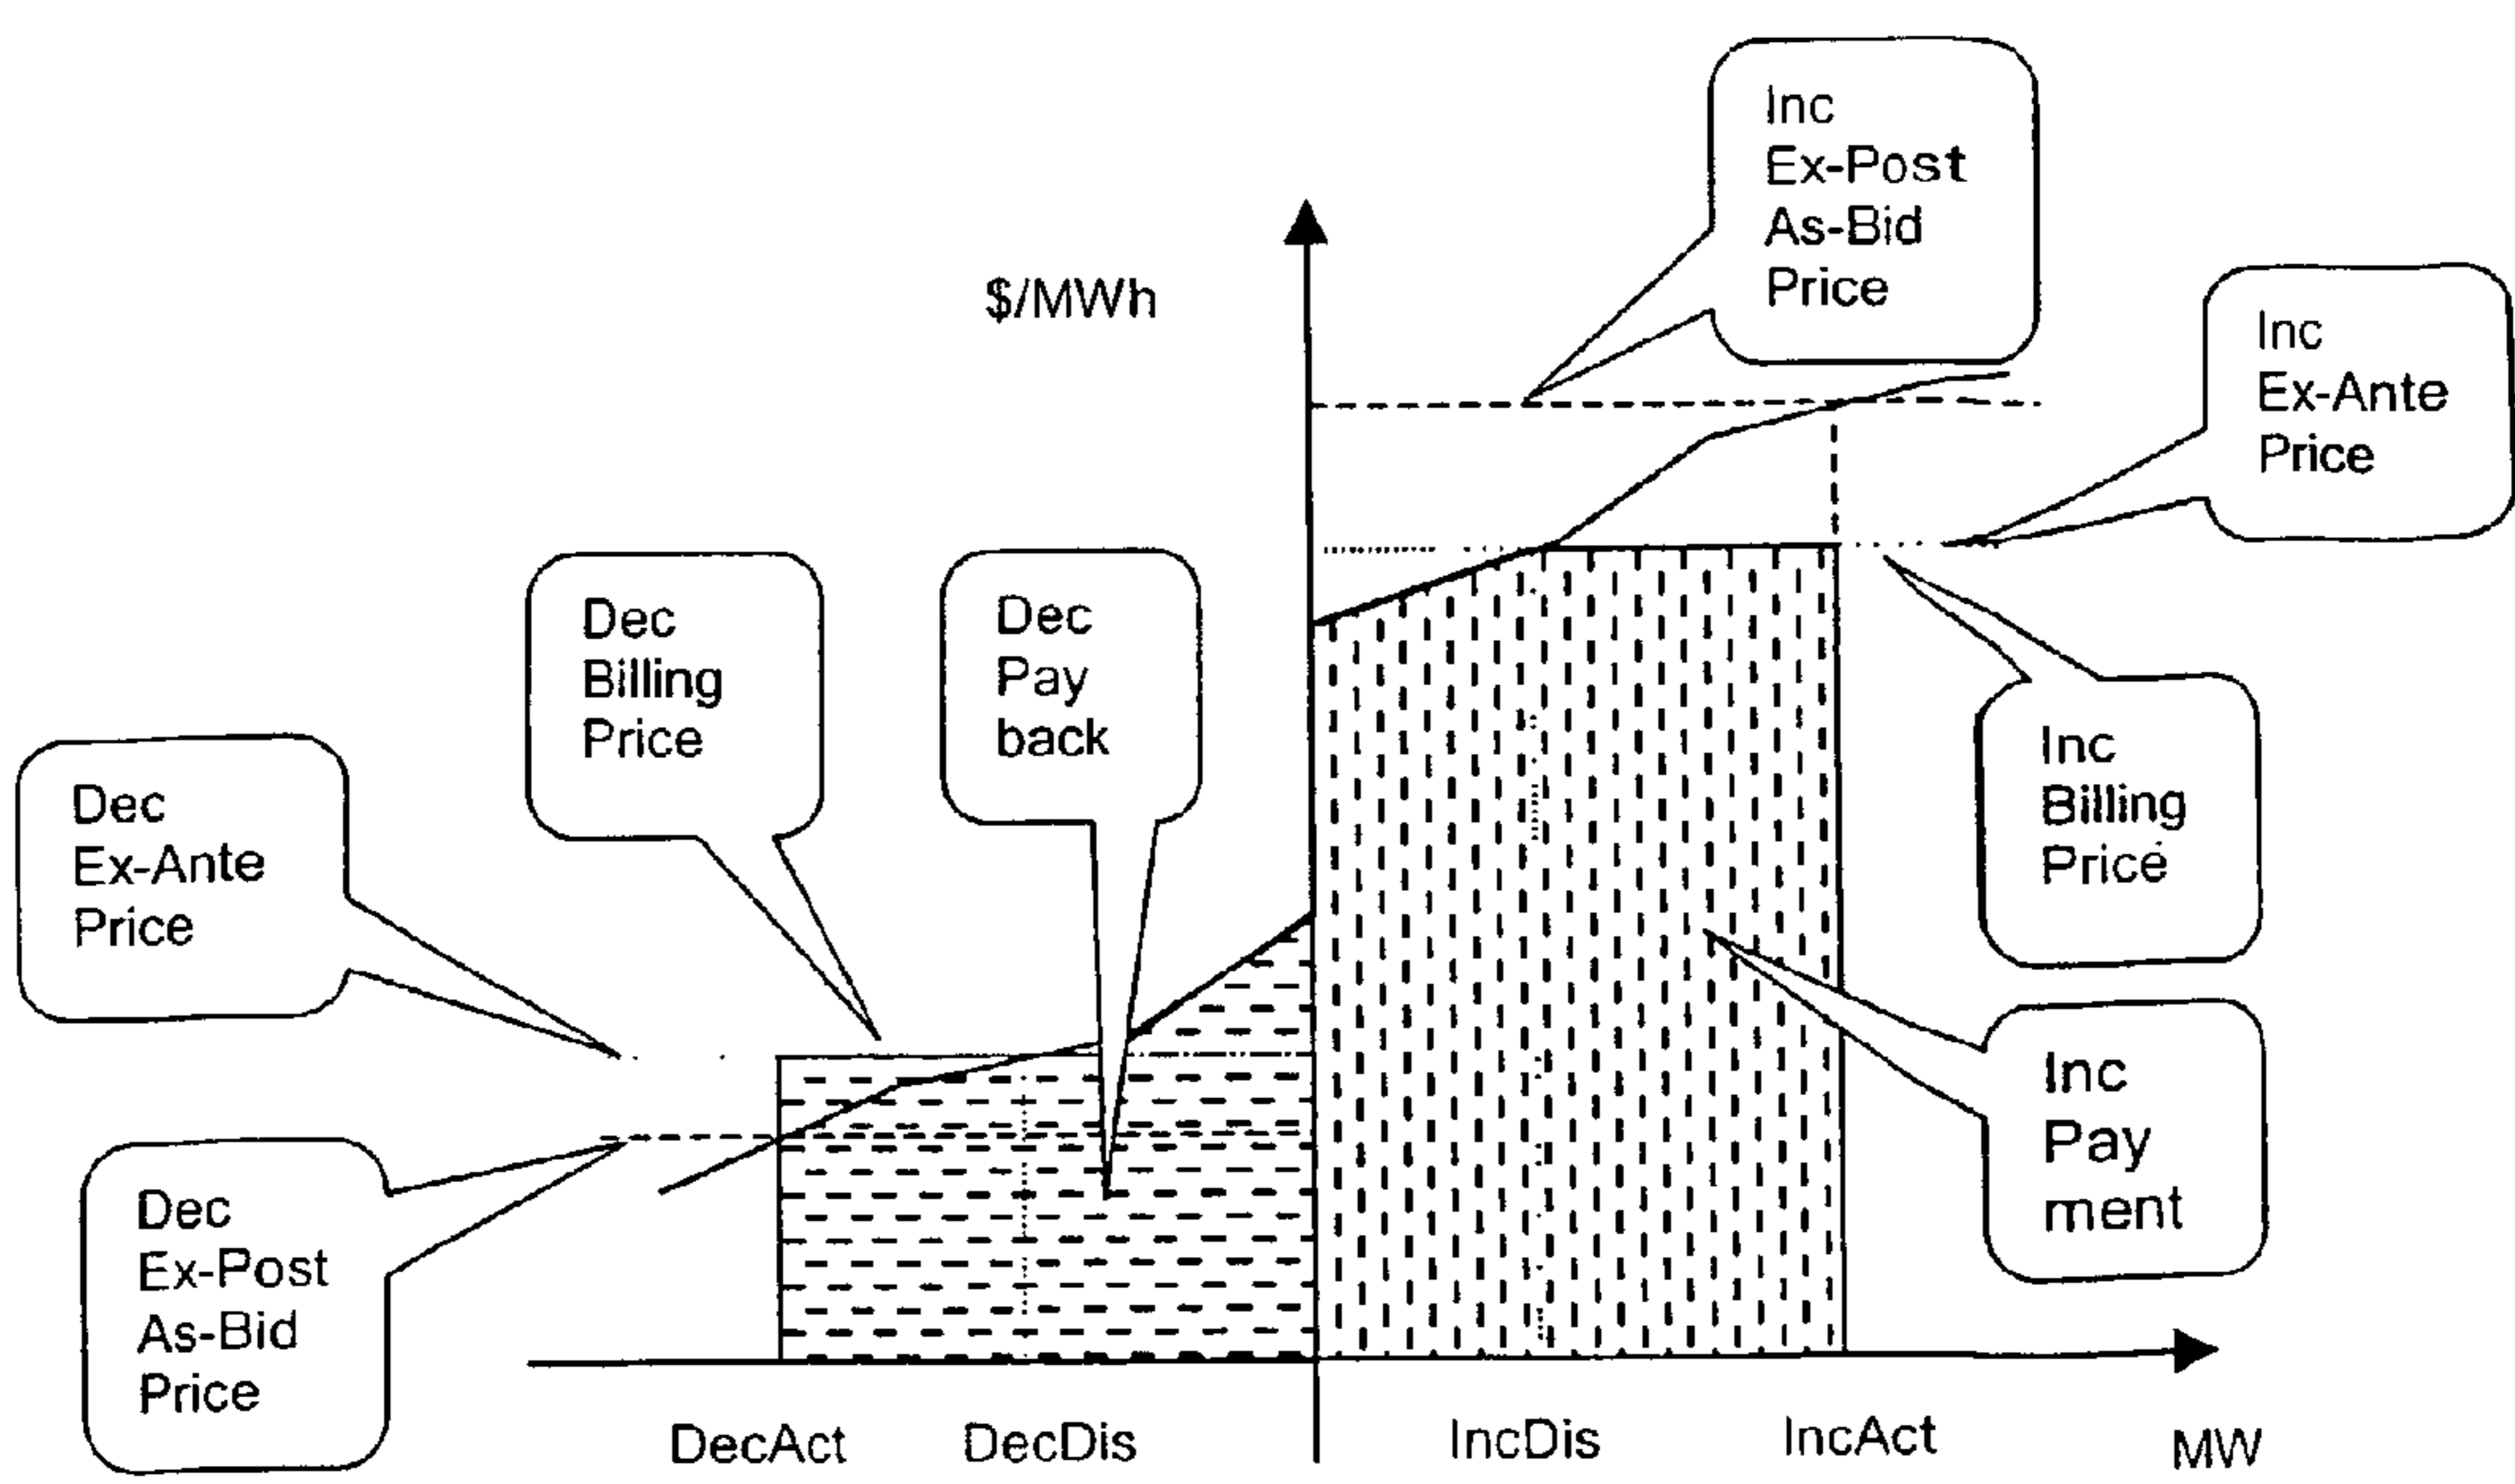 Inc
Ex-Post
As-Bid
Price
$/MWh
Inc
Ex-Ante
Price
Dec
Billing
Price
Dec
Pay
back
Dec
Ex-Ante
Price
Inc
Billing
Price
Inc
Pay
ment
Dec
Ex-Post
As-Bid
Price
DecAct
DecDis
IncDis
IncAct
MW